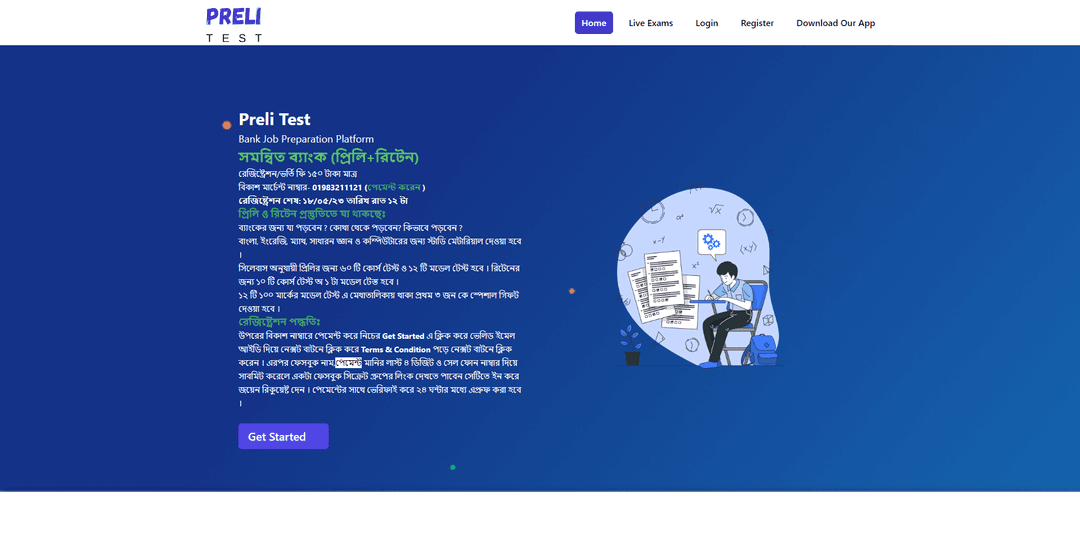 PRELI
TEST
Home
Live Exams
Login
Register
Download Our App
Preli Test
Bank Job Preparation Platform
সমন্বিত ব্যাংক (প্রিলি+রিটেন)
রেজিস্ট্রেশন/ভর্তি ফি ১৫০ টাকা মাত্র
বিকাশ মার্চেন্ট নাম্বার- 01983211121 (পেমেন্ট করেন )
রেজিস্ট্রেশন শেষ: ১৮/০৫/২৩ তারিখ রাত ১২ টা
প্রিলি ও রিটেন প্রস্তুতিতে যা থাকছেঃ
ব্যাংকের জন্য যা পড়বেন ? কোথা থেকে পড়বেন? কিভাবে পড়বেন ?
বাংলা, ইংরেজি, ম্যাথ, সাধারন জ্ঞান ও কম্পিউটারের জন্য স্টাডি মেটারিয়াল দেওয়া হবে
।
সিলেবাস অনুযায়ী প্রিলির জন্য ৬০ টি কোর্স টেস্ট ও ১২ টি মডেল টেস্ট হবে । রিটেনের
জন্য ১০ টি কোর্স টেস্ট অ ১ টা মডেল টেস্ত হবে ।
১২ টি ১০০ মার্কের মডেল টেস্ট এ মেধাতালিকায় থাকা প্রথম ৩ জন কে স্পেশাল গিফট
দেওয়া হবে ।
রেজিস্ট্রেশন পদ্ধতিঃ
উপরের বিকাশ নাম্বারে পেমেন্ট করে নিচের Get Started এ ক্লিক করে ভেলিড ইমেল
আইডি দিয়ে নেক্সট বাটনে ক্লিক করে Terms & Condition পড়ে নেক্সট বাটনে ক্লিক
করেন । এরপর ফেসবুক নাম,পেমেন্ট মানির লাস্ট ৪ ডিজিট ও সেল ফোন নাম্বার দিয়ে
সাবমিট করেলে একটা ফেসবুক সিক্রেট গ্রুপের লিংক দেখতে পাবেন সেটিতে ইন করে
জয়েন রিকুয়েষ্ট দেন । পেমেন্টের সাথে ভেরিফাই করে ২৪ ঘন্টার মধ্যে এপ্রুফ করা হবে
।
Get Started